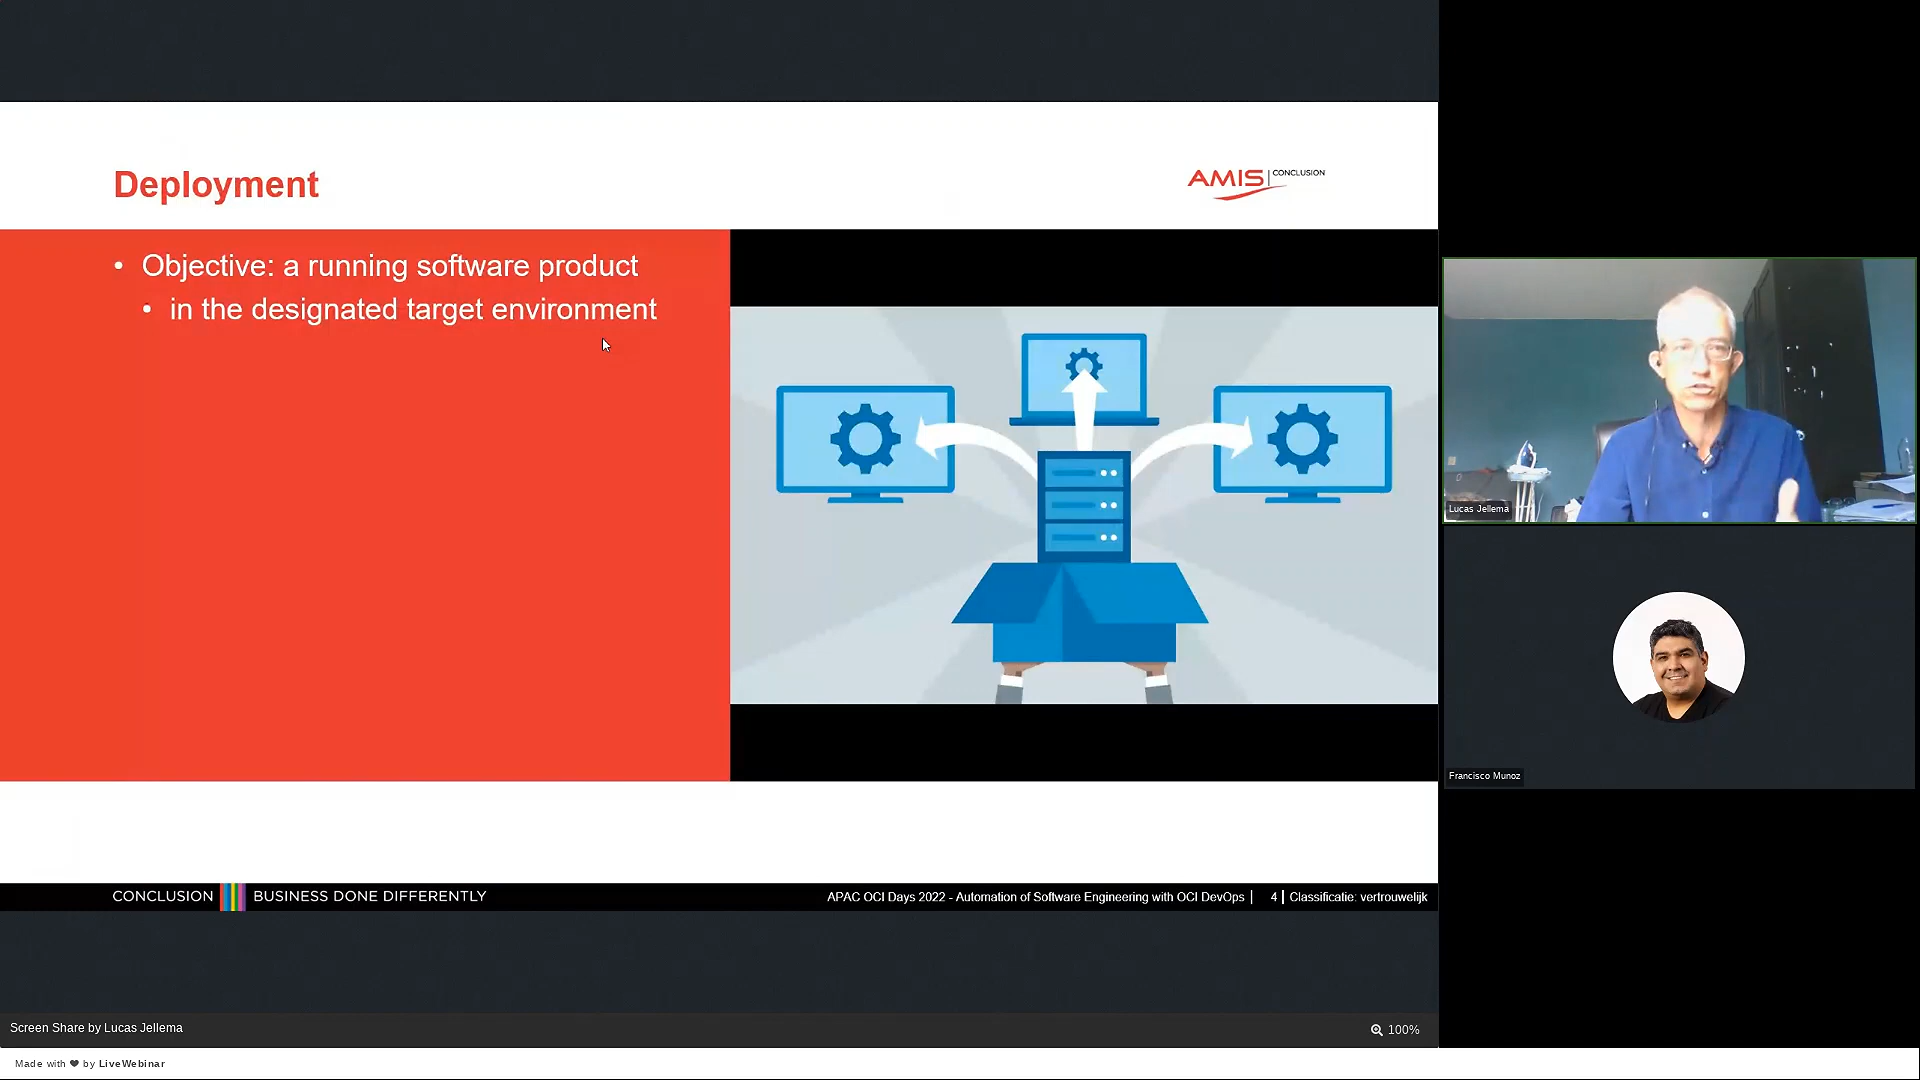 Deployment
AMIS | CONCLUSION
• Objective: a running software product
• in the designated target environment
CONCLUSION BUSINESS DONE DIFFERENTLY
APAC OCI Days 2022 - Automation of Software Engineering with OCI DevOps | 4 | Classificatie: vertrouwelijk
Lucas Jellema
Francisco Munoz
Screen Share by Lucas Jellema
100%
Made with ❤ by LiveWebinar